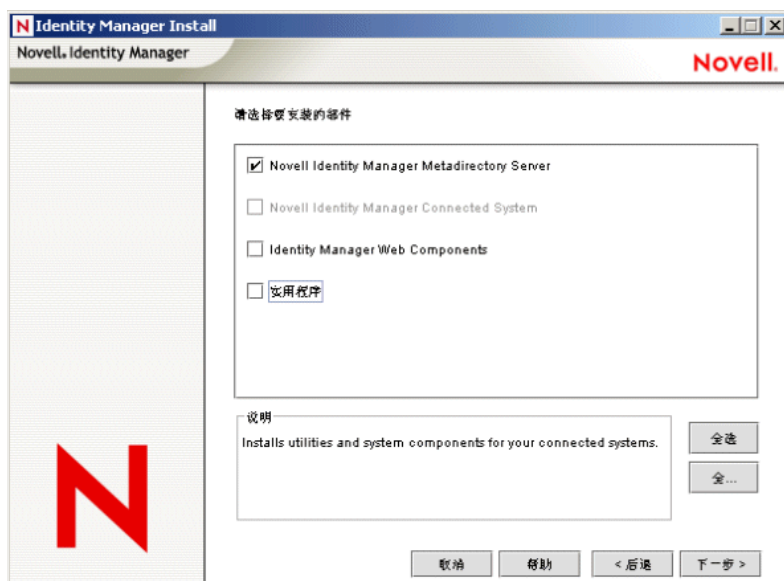 Identity Manager Install
Novell. Identity Manager
Novell.
请选择要安装的部件
Novell Identity Manager Metadirectory Server
Novell Identity Manager Connected System
Identity Manager Web Components
实用程序
说明
Installs utilities and system components for your connected systems.
全选
全...
取消
帮助
< 后退
下一步 >